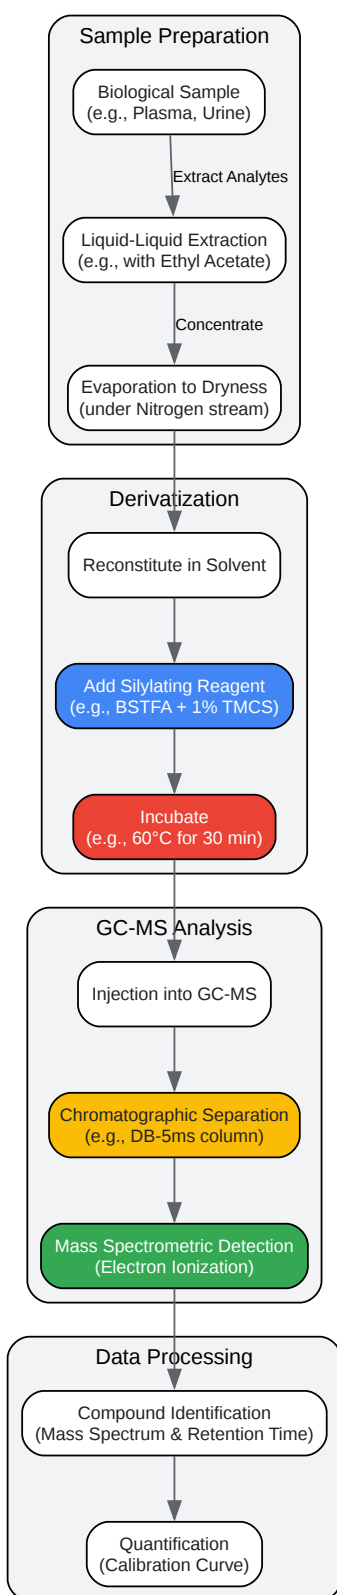 Sample Preparation
Biological Sample
(e.g., Plasma, Urine)
Extract Analytes
Liquid-Liquid Extraction
(e.g., with Ethyl Acetate)
Concentrate
Evaporation to Dryness
(under Nitrogen stream)
Derivatization
Reconstitute in Solvent
Add Silylating Reagent
(e.g., BSTFA + 1% TMCS)
Incubate
(e.g., 60°C for 30 min)
GC-MS Analysis
Injection into GC-MS
Chromatographic Separation
(e.g., DB-5ms column)
Mass Spectrometric Detection
(Electron Ionization)
Data Processing
Compound Identification
(Mass Spectrum & Retention Time)
Quantification
(Calibration Curve)